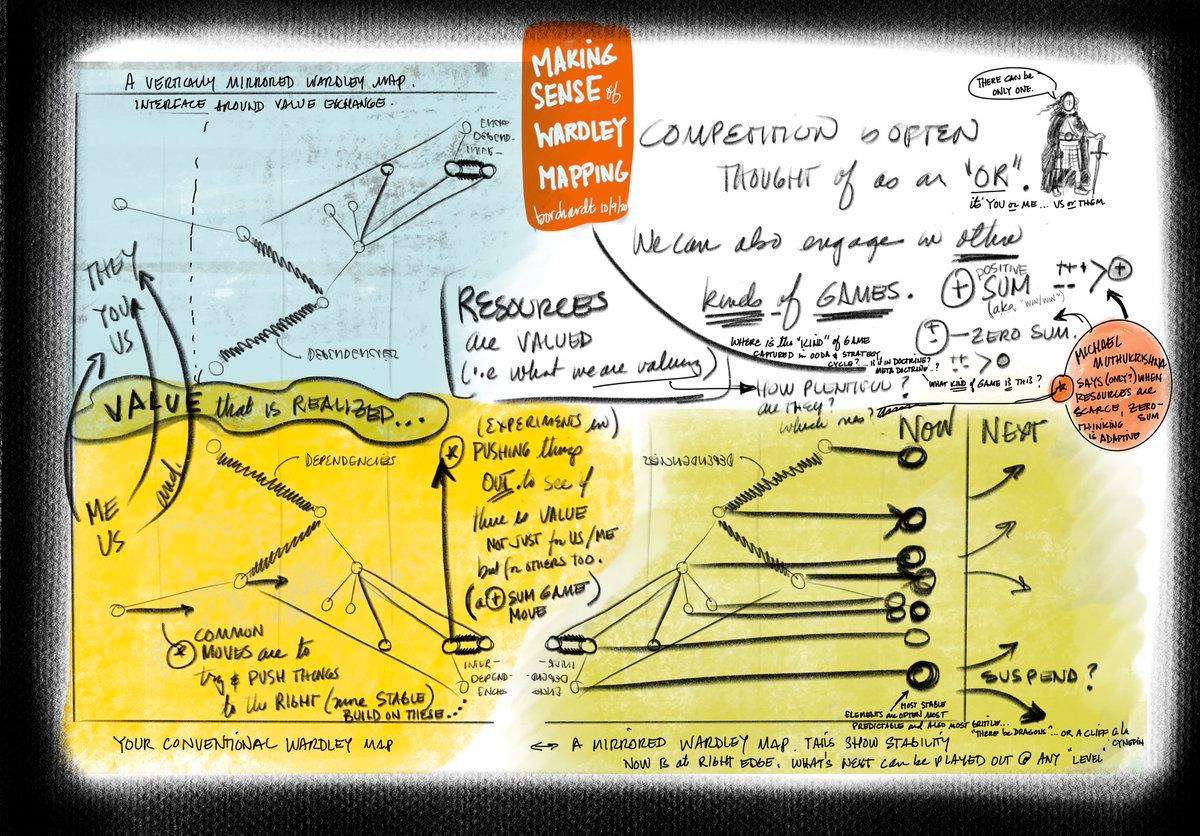 A VERTICALLY MIRRORED WARDLEY MAP.
INTERFACE AROUND VALUE EXCHANGE.
DEPENDENCIES
THEY
YOU
US
VALUE that is REALIZED...
ME
US
and.
MAKING
SENSE of
WARDLEY
MAPPING
borchardt 10/9/20
THERE CAN BE
ONLY ONE.
COMPETITION is OFTEN
THOUGHT of as an "OR".
it's YOU or ME... US or THEM.
We can also engage in other
kinds of GAMES.
+ POSITIVE
SUM
(aka "WIN/WIN")
+++ -- > +
+- — ZERO SUM.
++ -- > 0
WHERE IS the "KIND" of GAME
CAPTURED in OODA & STRATEGY
CYCLE? .. IS it IN DOCTRINE?
META DOCTRINE..?
WHAT KIND of GAME IS THIS?
MICHAEL
MUTHUKRISHNA
SAYS (ONLY?) WHEN
RESOURCES are
SCARCE, ZERO-
SUM
THINKING
is ADAPTIVE
RESOURCES
are VALUED
(i.e what we are valuing)
HOW PLENTIFUL?
are THEY?
Which mes?
DEPENDENCIES
(EXPERIMENTS in)
* PUSHING things
OUT to see if
there is VALUE
NOT JUST for US/ME
but for OTHERS TOO.
(a + SUM GAME
MOVE)
* COMMON
MOVES are to
try & PUSH THINGS
to the RIGHT (more STABLE)
BUILD ON THESE...
INTER-
DEPEND-
ENCIES
YOUR CONVENTIONAL WARDLEY MAP
DEPENDENCIES
INTER-
DEPEND-
ENCIES
NOW
NEXT
SUSPEND?
MOST STABLE
ELEMENTS are OFTEN MOST
PREDICTABLE and ALSO MOST BRITTLE...
"THERE be DRAGONS"... OR A CLIFF a la
CYNEFIN
A MIRRORED WARDLEY MAP. THIS SHOW STABILITY
NOW IS at RIGHT EDGE. WHAT'S NEXT can be PLAYED OUT @ ANY "LEVEL"